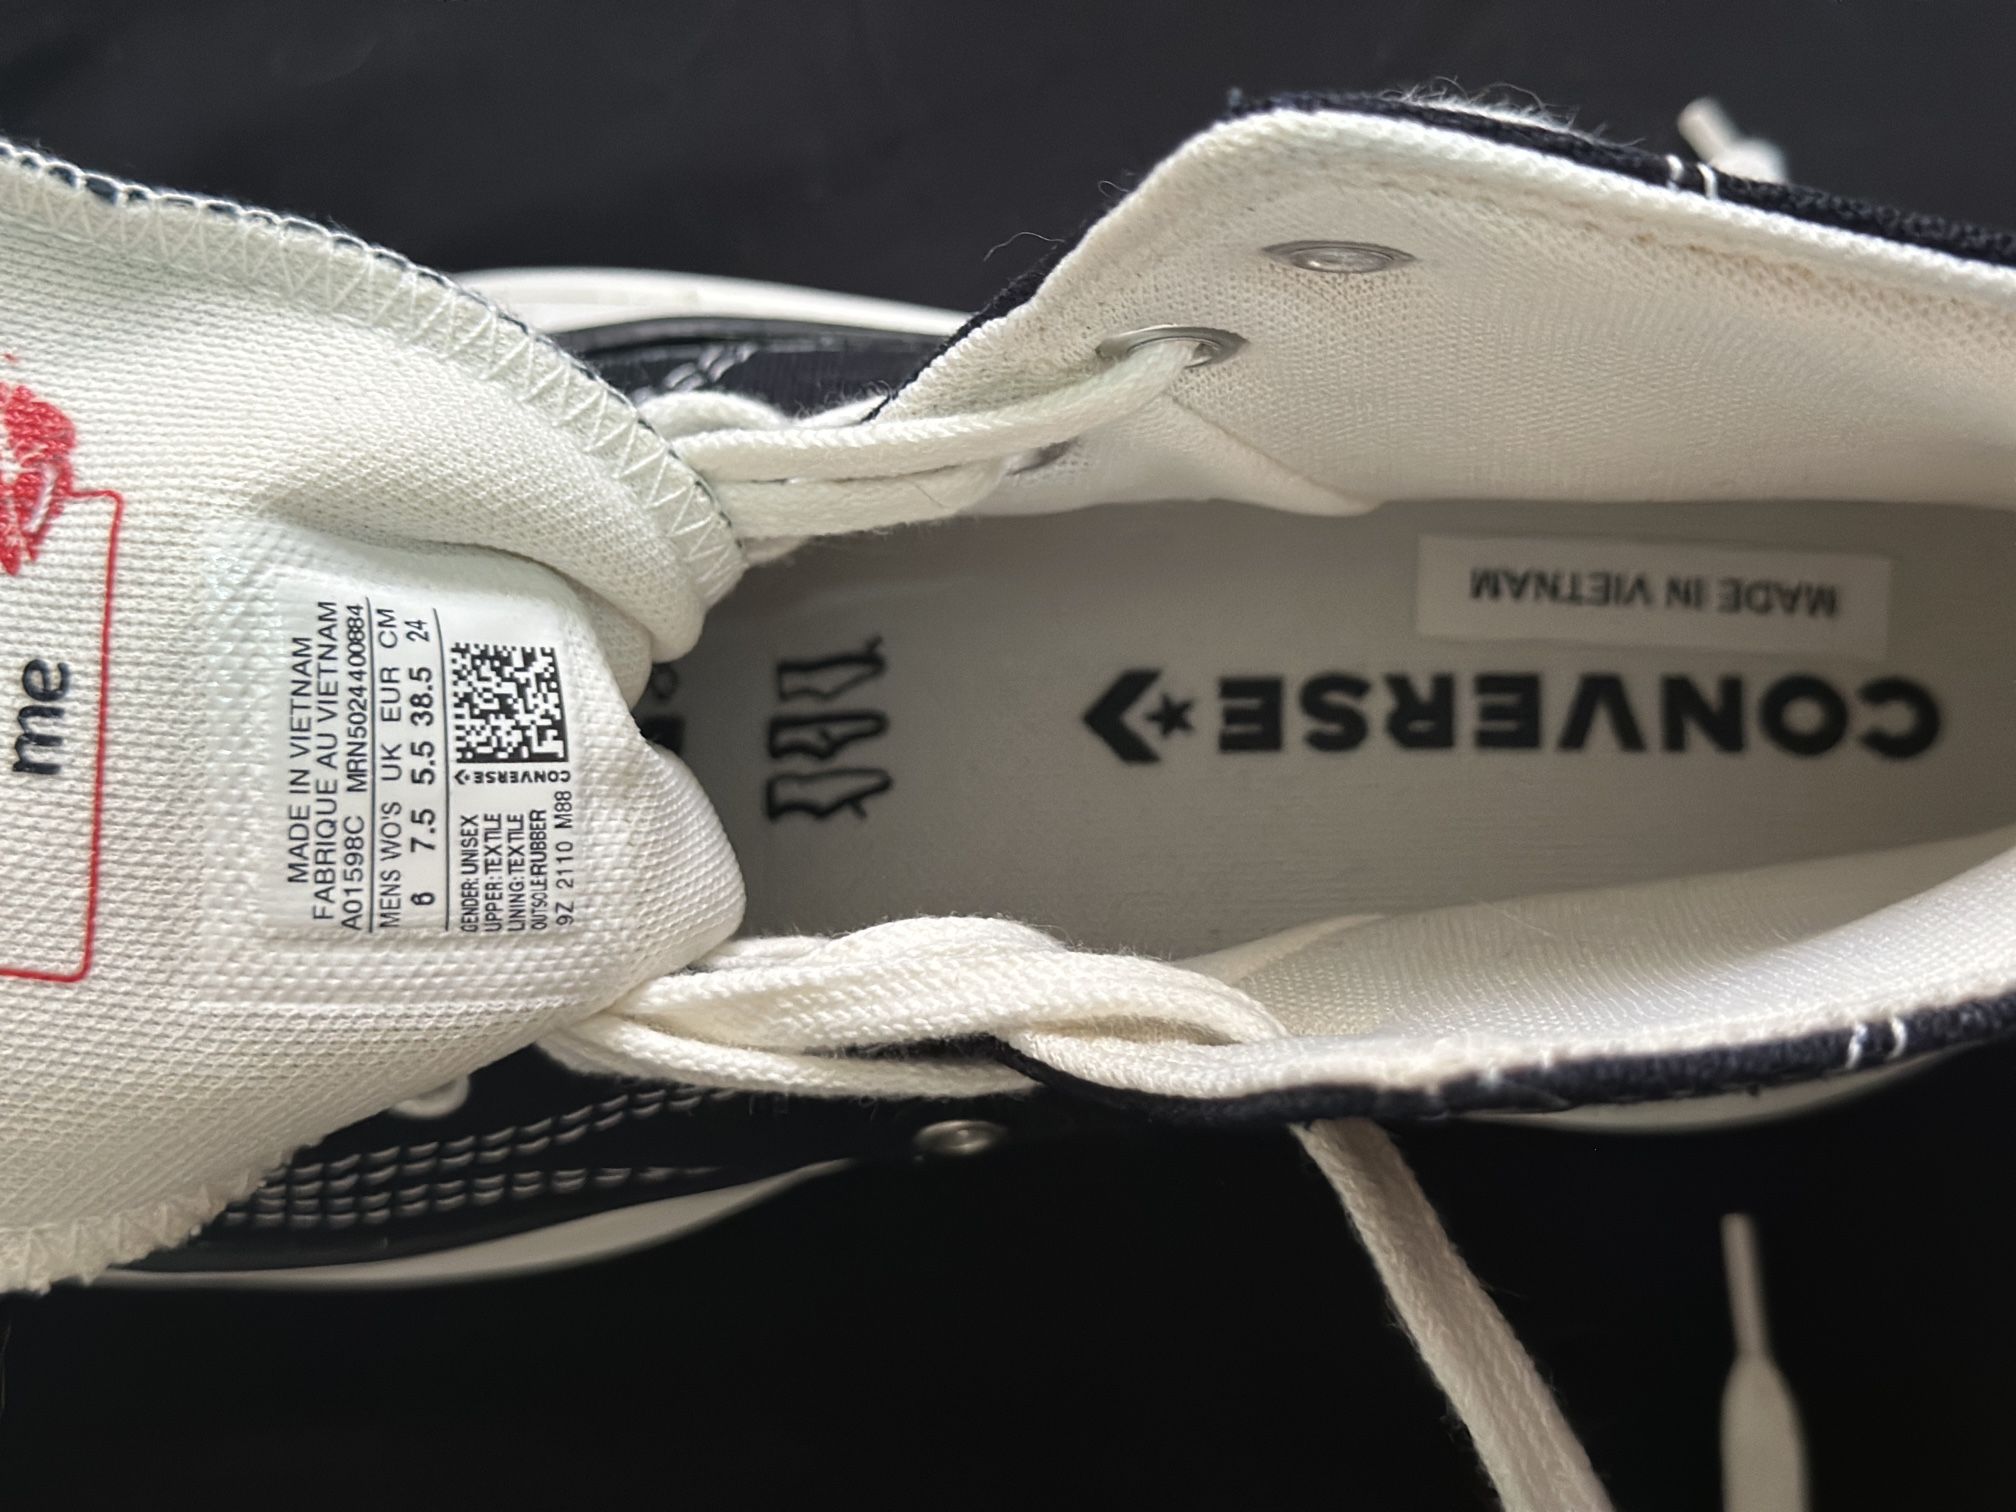 me
MADE IN VIETNAM
FABRIQUE AU VIETNAM
A01598C MRN5024400884
MENS WO'S UK EUR CM
6 7.5 5.5 38.5 24
GENDER: UNISEX
UPPER: TEXTILE
LINING: TEXTILE
OUTSOLE: RUBBER
9Z 2110 M88
CONVERSE
CONVERSE
MADE IN VIETNAM